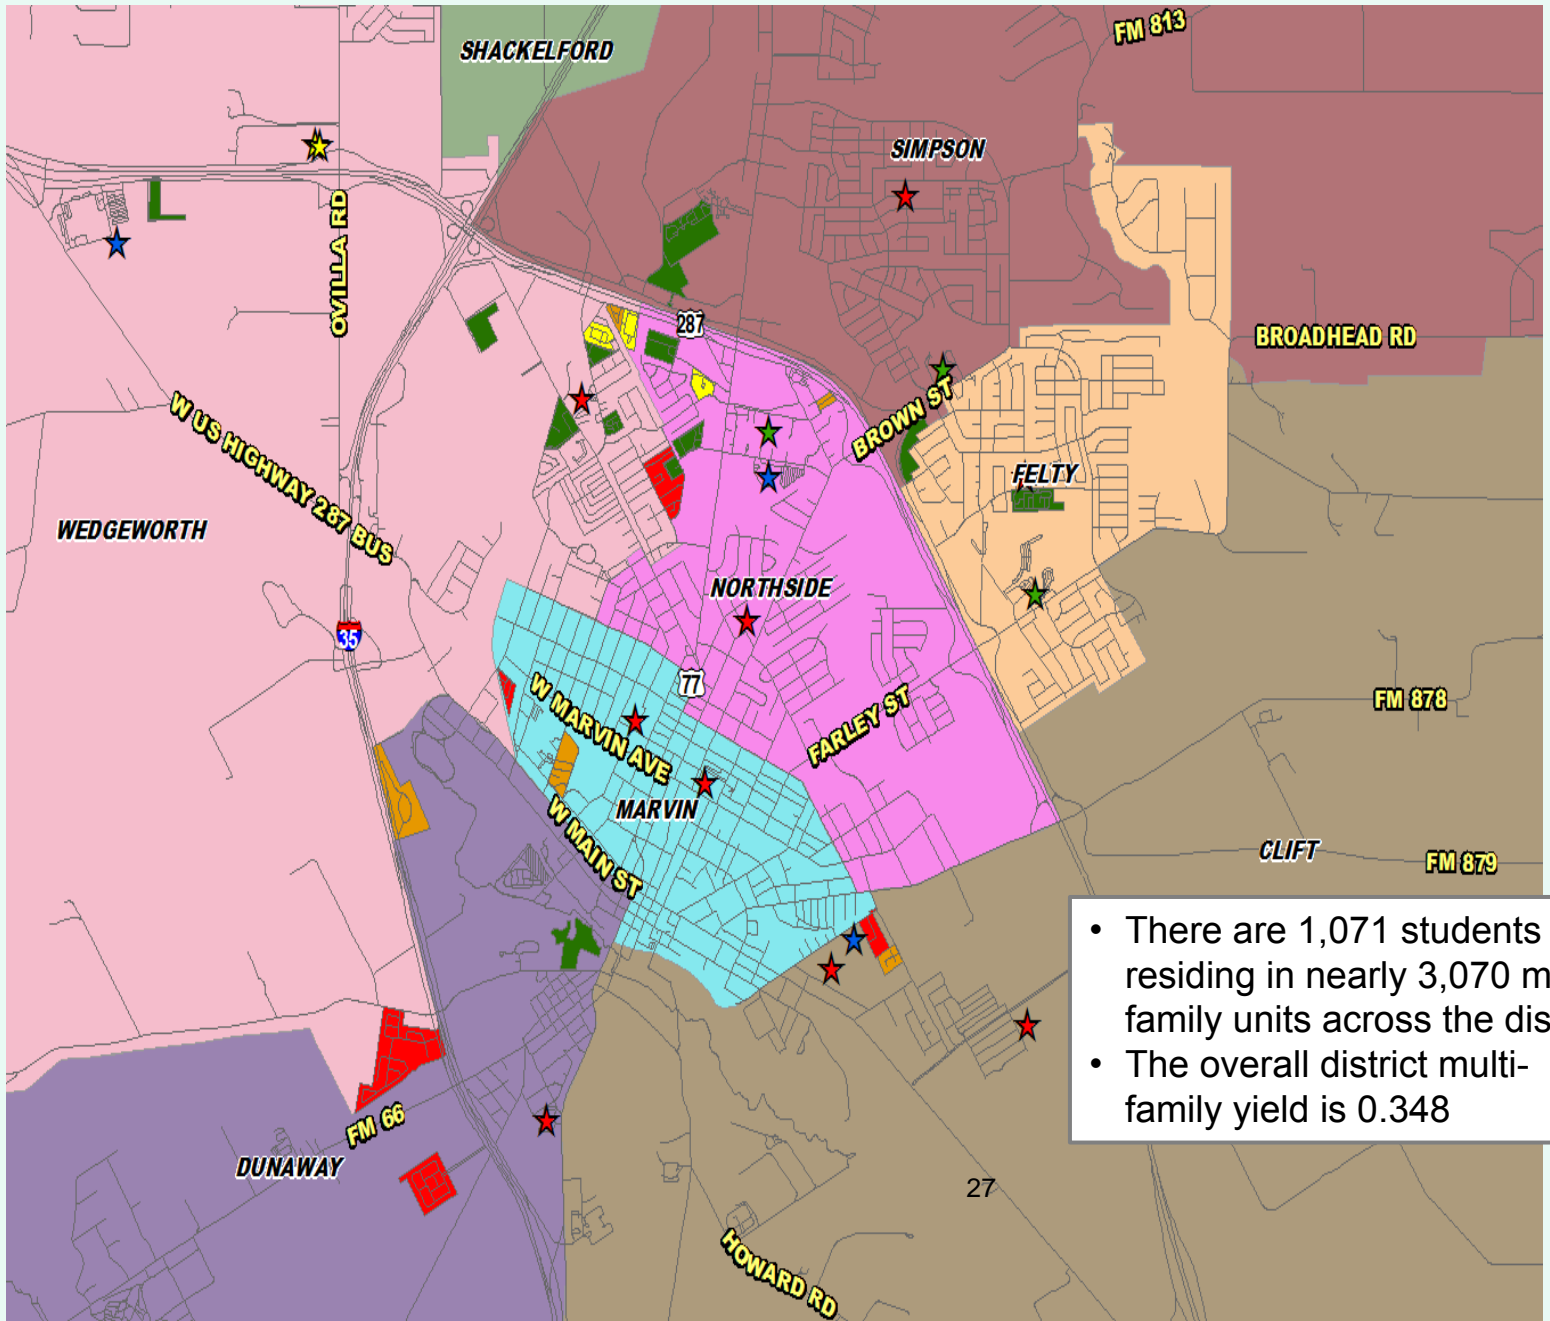 FM 813
SHACKELFORD
SIMPSON
OVILLA RD
287
BROADHEAD RD
W US HIGHWAY 287 BUS
BROWN ST
FELTY
WEDGEWORTH
NORTHSIDE
35
77
W MARVIN AVE
FARLEY ST
FM 878
MARVIN
W MAIN ST
CLIFT
FM 879
• There are 1,071 students
residing in nearly 3,070 m
family units across the dis
• The overall district multi-
family yield is 0.348
FM 66
DUNAWAY
27
HOWARD RD